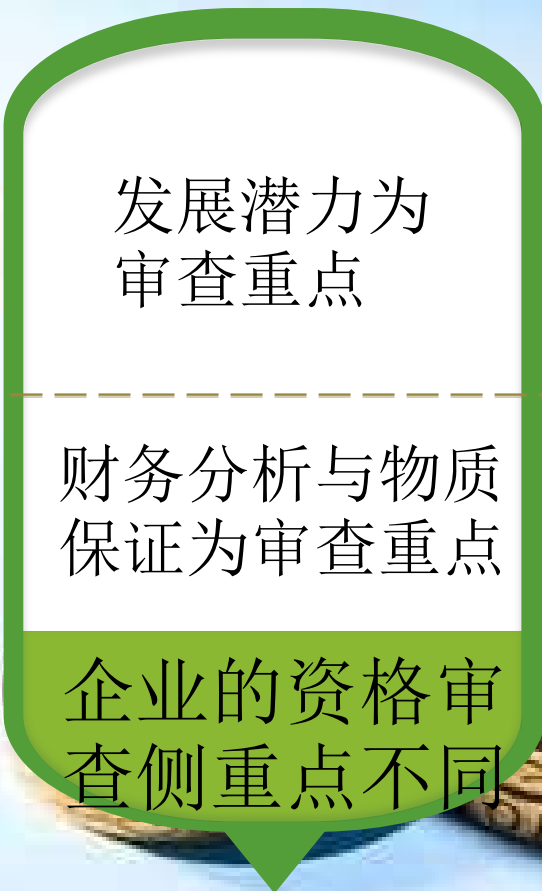 发展潜力为
审查重点
财务分析与物质
保证为审查重点
企业的资格审
查侧重点不同